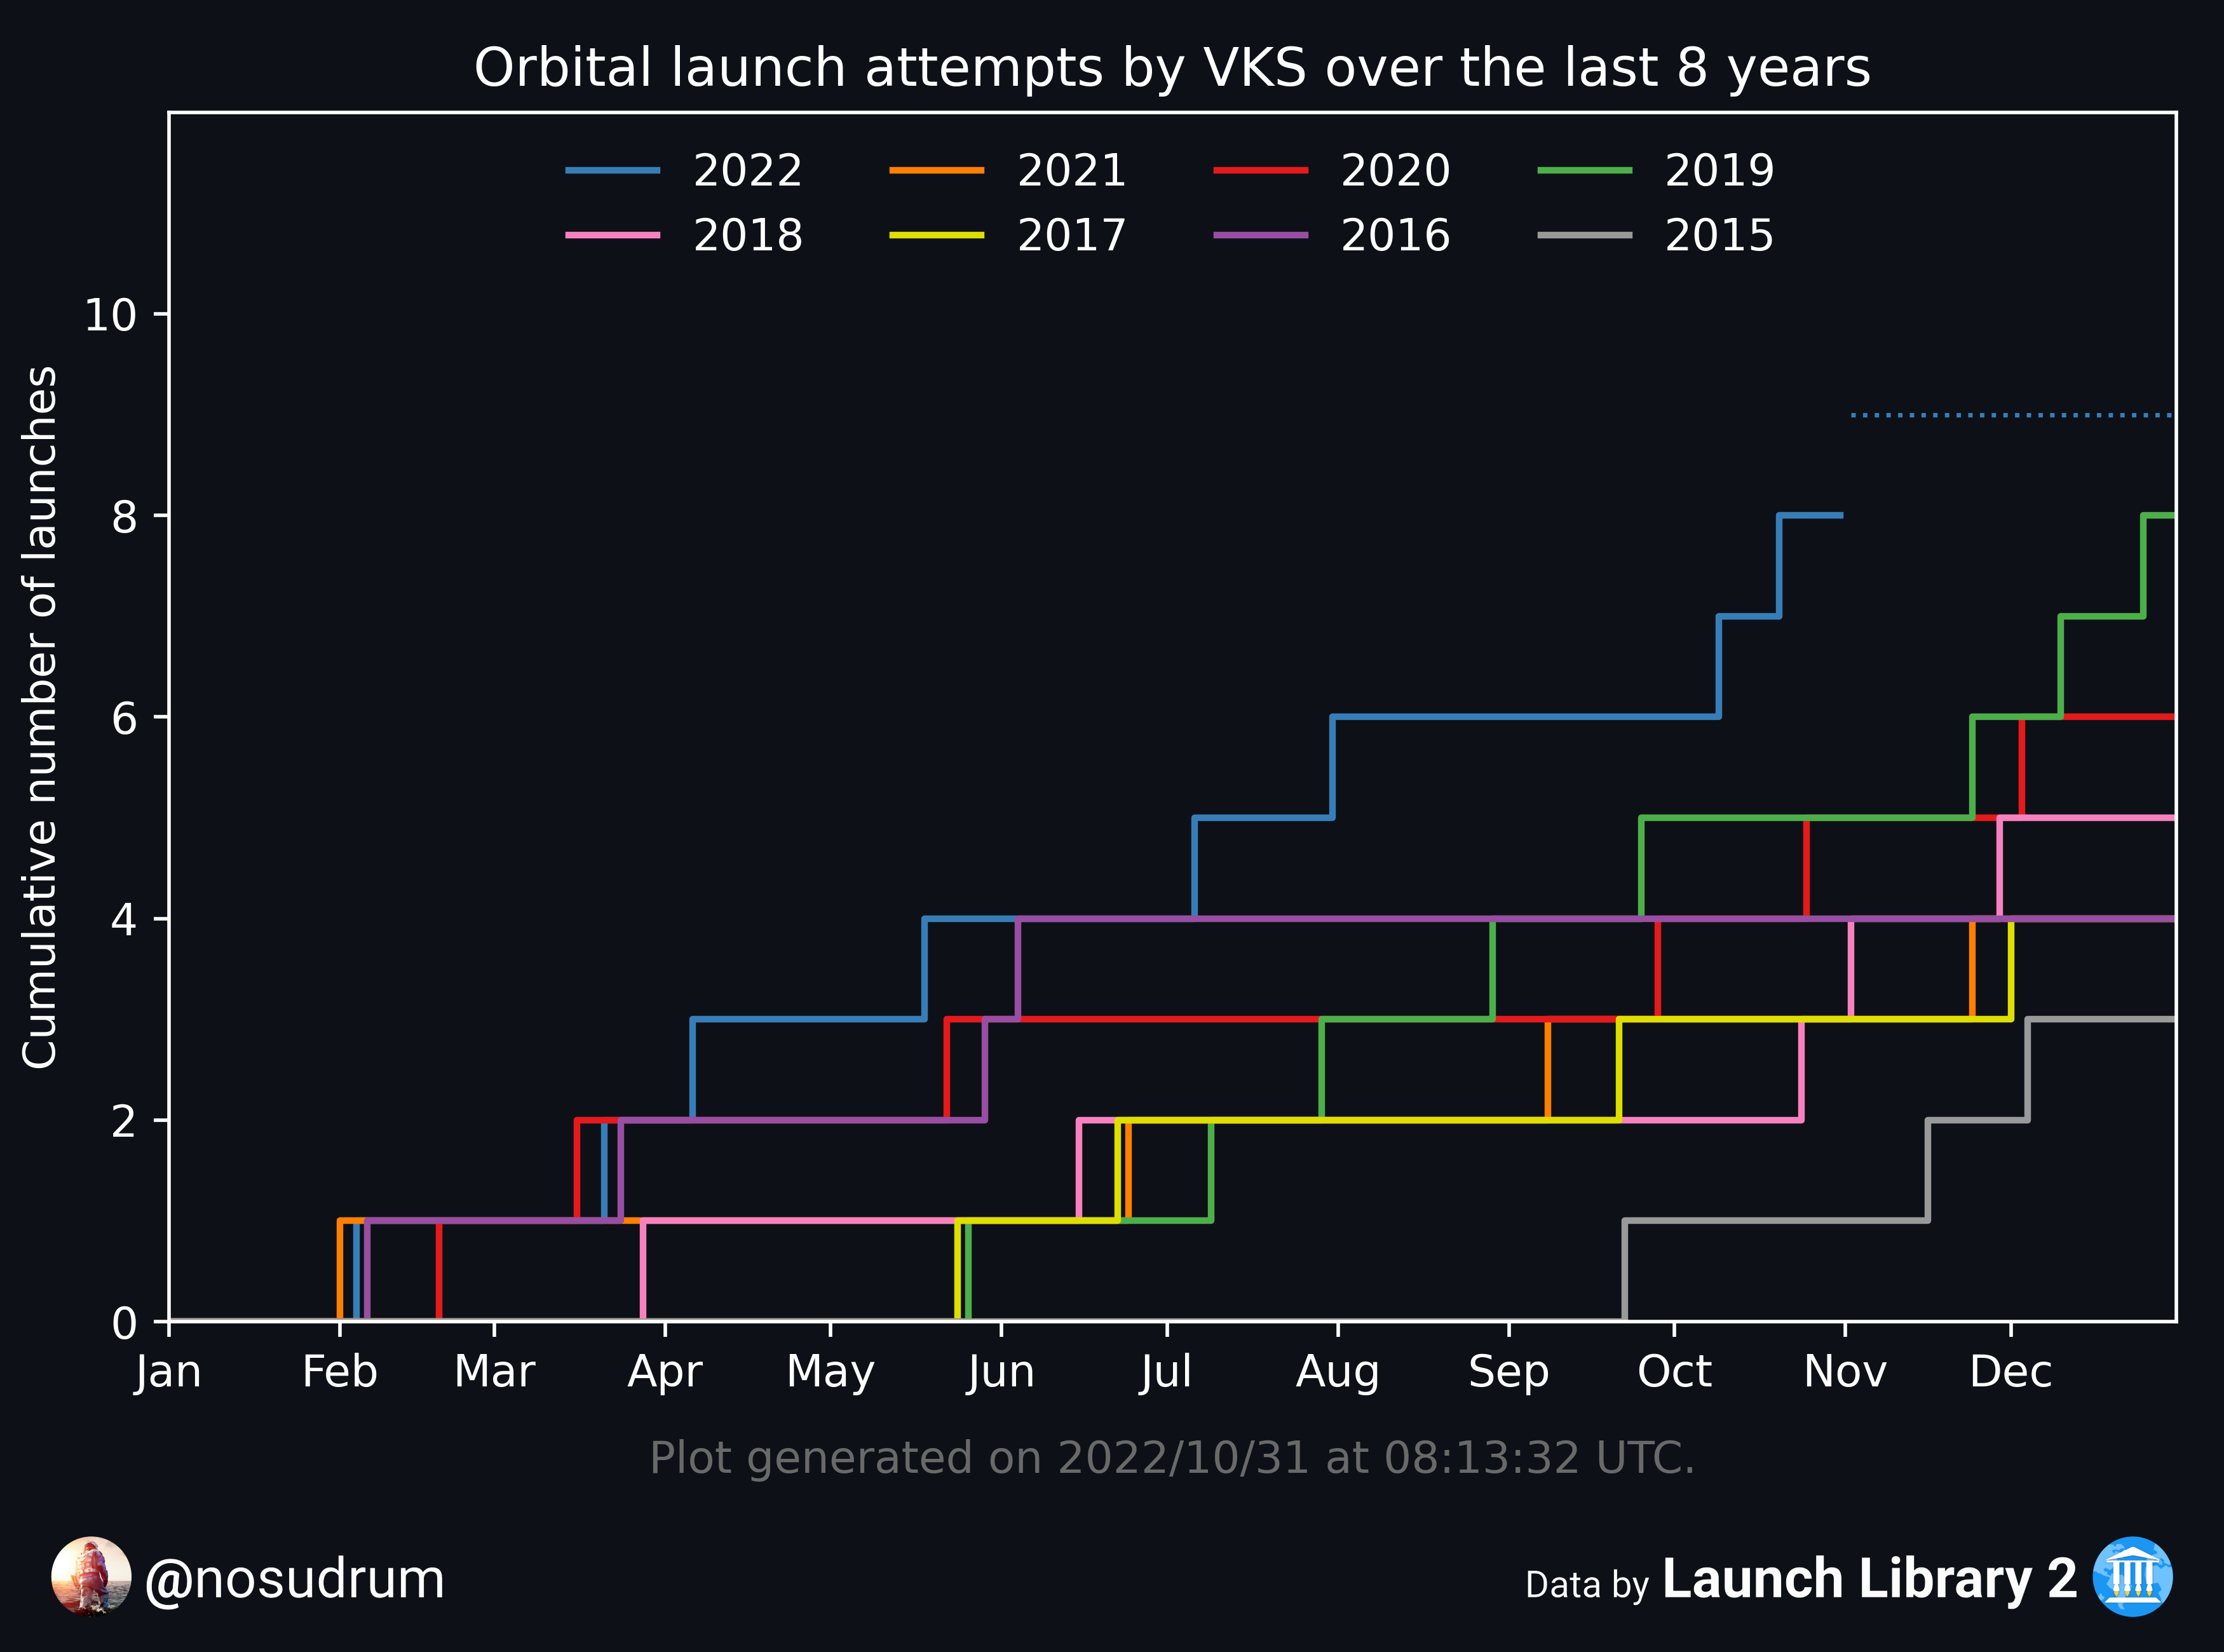 Orbital launch attempts by VKS over the last 8 years
2022 2021 2020 2019
2018 2017 2016 2015
Cumulative number of launches
10
8
6
4
2
0
Jan Feb Mar Apr May Jun Jul Aug Sep Oct Nov Dec
Plot generated on 2022/10/31 at 08:13:32 UTC.
@nosudrum
Data by Launch Library 2